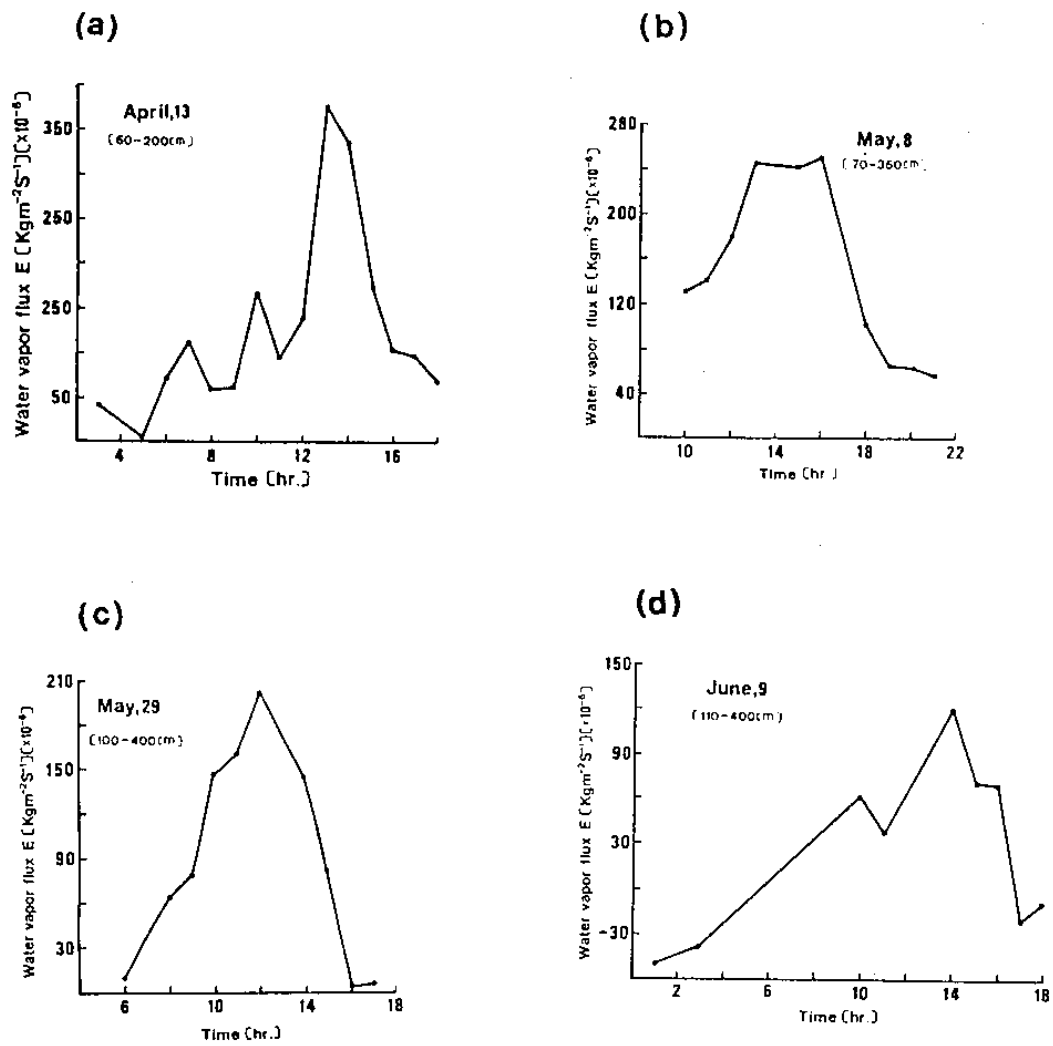 (a)
April,13
(60-200cm)
Water vapor flux E (Kgm⁻²S⁻¹)(×10⁻⁶)
350
250
250
50
4 8 12 16
Time (hr.)
(b)
May,8
(70-350cm)
Water vapor flux E (Kgm⁻²S⁻¹)(×10⁻⁶)
280
200
120
40
10 14 18 22
Time (hr.)
(c)
May,29
(100-400cm)
Water vapor flux E (Kgm⁻²S⁻¹)(×10⁻⁶)
210
150
90
30
6 10 14 18
Time (hr.)
(d)
June,9
(110-400cm)
Water vapor flux E (Kgm⁻²S⁻¹)(×10⁻⁶)
150
90
30
-30
2 6 10 14 18
Time (hr.)